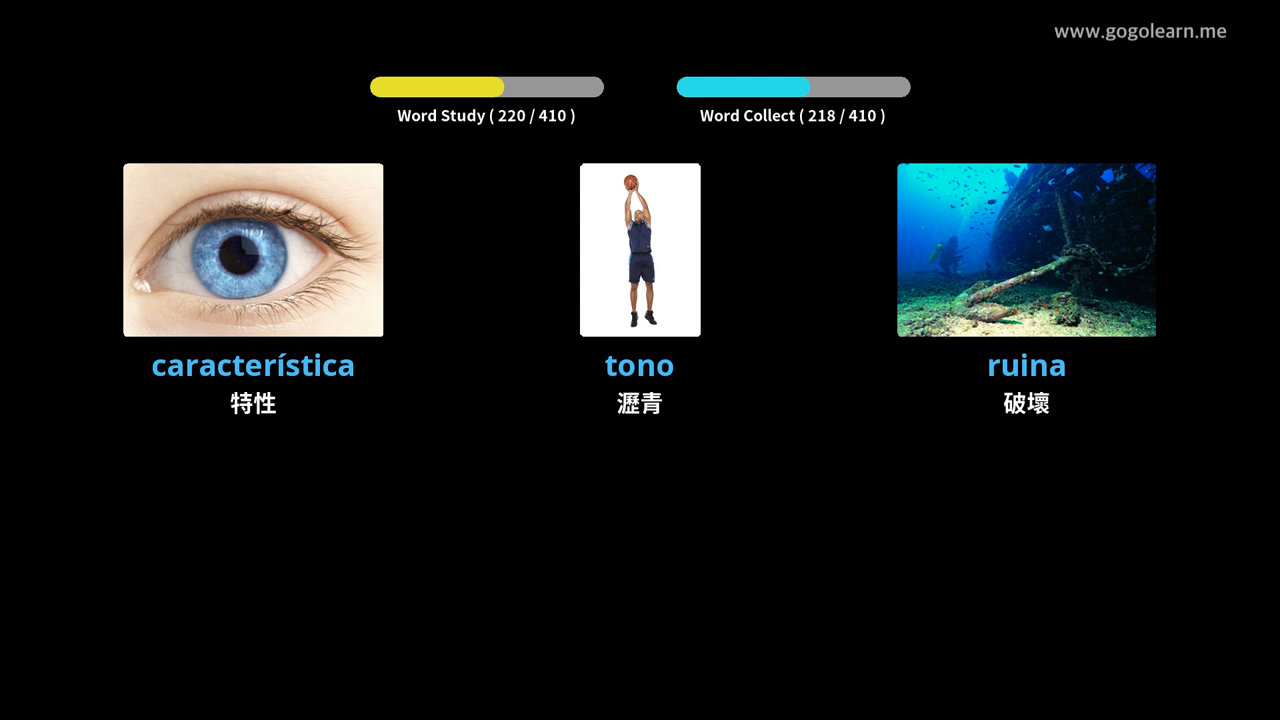 www.gogolearn.me
Word Study ( 220 / 410 )
Word Collect ( 218 / 410 )
característica
特性
tono
瀝青
ruina
破壞